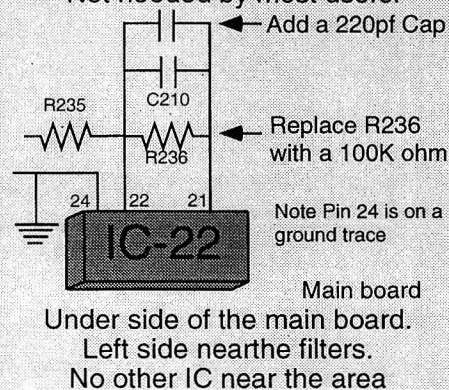 Not needed by most users.
Add a 220pf Cap
C210
R235
Replace R236
with a 100K ohm
R236
24 22 21
Note Pin 24 is on a
ground trace
IC-22
Main board
Under side of the main board.
Left side nearthe filters.
No other IC near the area